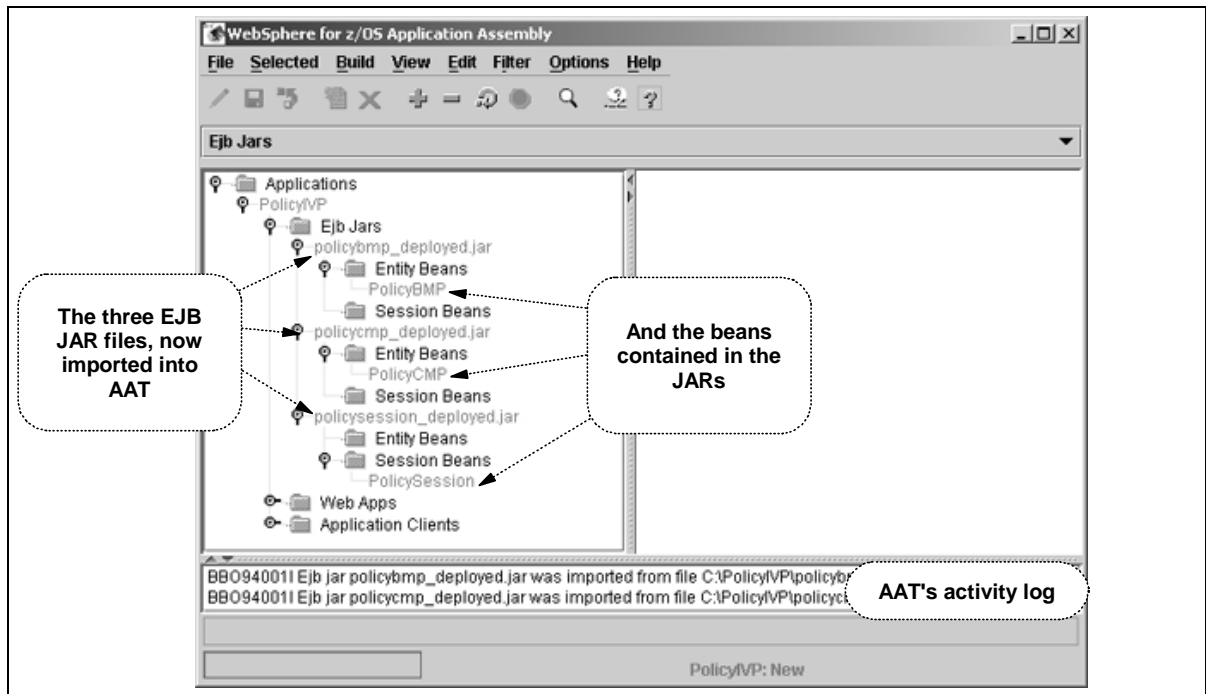 WebSphere for z/OS Application Assembly
File Selected Build View Edit Filter Options Help
Ejb Jars
Applications
PolicyIVP
Ejb Jars
policybmp_deployed.jar
Entity Beans
PolicyBMP
Session Beans
policycmp_deployed.jar
Entity Beans
PolicyCMP
Session Beans
policysession_deployed.jar
Entity Beans
Session Beans
PolicySession
Web Apps
Application Clients
The three EJB
JAR files, now
imported into
AAT
And the beans
contained in the
JARs
BBO94001I Ejb jar policybmp_deployed.jar was imported from file C:\PolicyIVP\policyb
BBO94001I Ejb jar policycmp_deployed.jar was imported from file C:\PolicyIVP\policyc
AAT's activity log
PolicyIVP: New